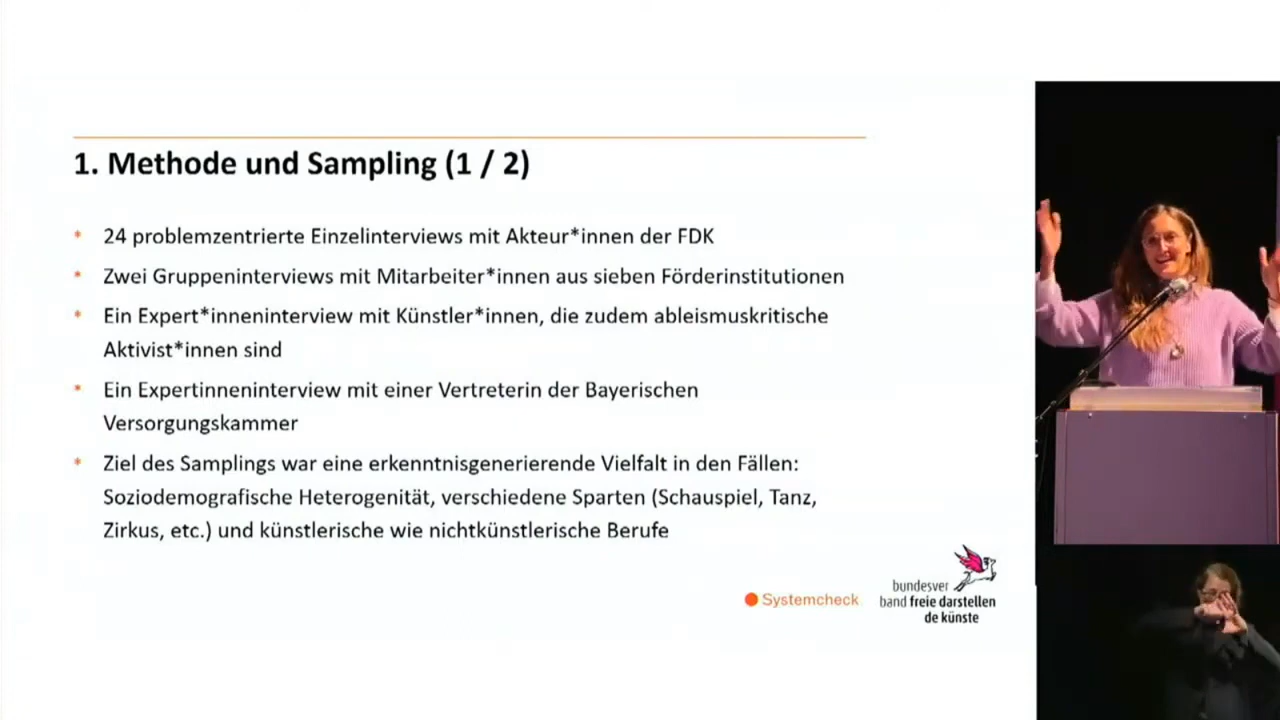 1. Methode und Sampling (1 / 2)
* 24 problemzentrierte Einzelinterviews mit Akteur*innen der FDK
* Zwei Gruppeninterviews mit Mitarbeiter*innen aus sieben Förderinstitutionen
* Ein Expert*inneninterview mit Künstler*innen, die zudem ableismuskritische
Aktivist*innen sind
* Ein Expertinneninterview mit einer Vertreterin der Bayerischen
Versorgungskammer
* Ziel des Samplings war eine erkenntnisgenerierende Vielfalt in den Fällen:
Soziodemografische Heterogenität, verschiedene Sparten (Schauspiel, Tanz,
Zirkus, etc.) und künstlerische wie nichtkünstlerische Berufe
Systemcheck
bundesver
band freie darstellen
de künste